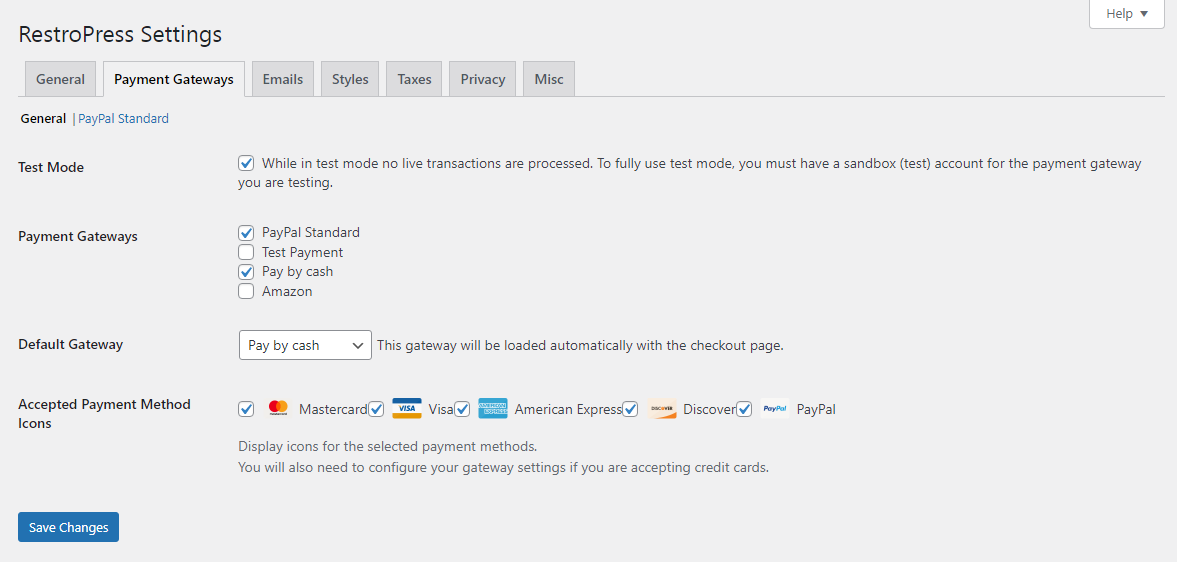 Help ▼
RestroPress Settings
General Payment Gateways Emails Styles Taxes Privacy Misc
General | PayPal Standard
Test Mode
While in test mode no live transactions are processed. To fully use test mode, you must have a sandbox (test) account for the payment gateway
you are testing.
Payment Gateways
PayPal Standard
Test Payment
Pay by cash
Amazon
Default Gateway
Pay by cash This gateway will be loaded automatically with the checkout page.
Accepted Payment Method
Icons
VISA AMERICAN EXPRESS DISCOVER PayPal
Mastercard Visa American Express Discover PayPal
Display icons for the selected payment methods.
You will also need to configure your gateway settings if you are accepting credit cards.
Save Changes